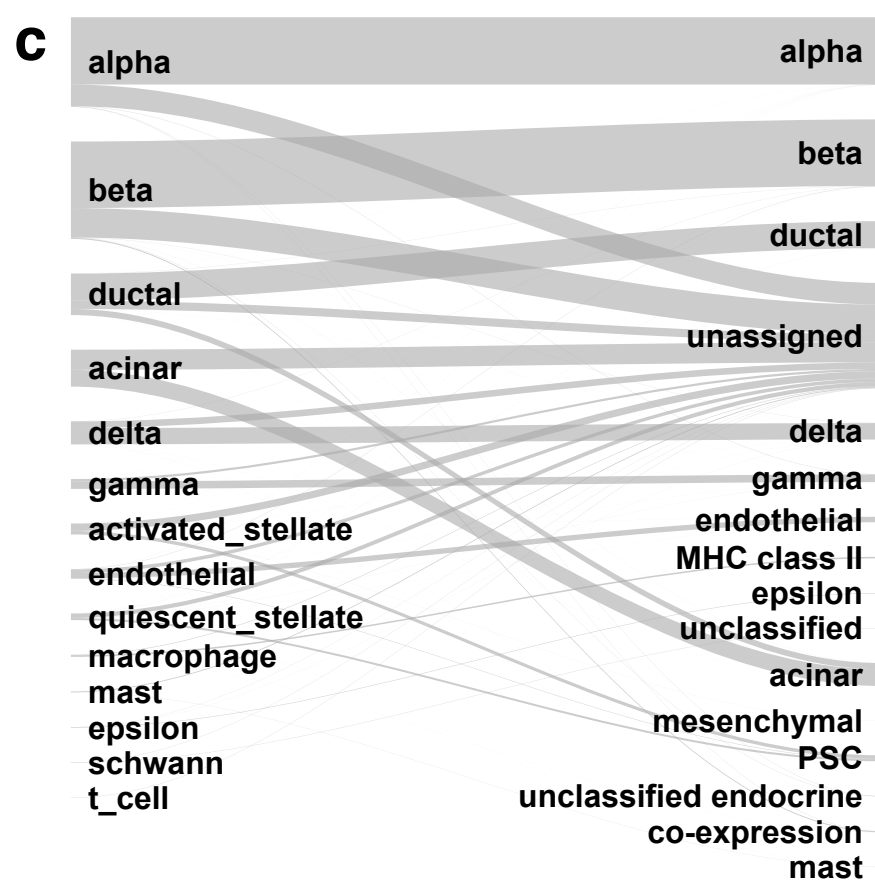 c
alpha
beta
ductal
acinar
delta
gamma
activated_stellate
endothelial
quiescent_stellate
macrophage
mast
epsilon
schwann
t_cell
alpha
beta
ductal
unassigned
delta
gamma
endothelial
MHC class II
epsilon
unclassified
acinar
mesenchymal
PSC
unclassified endocrine
co-expression
mast